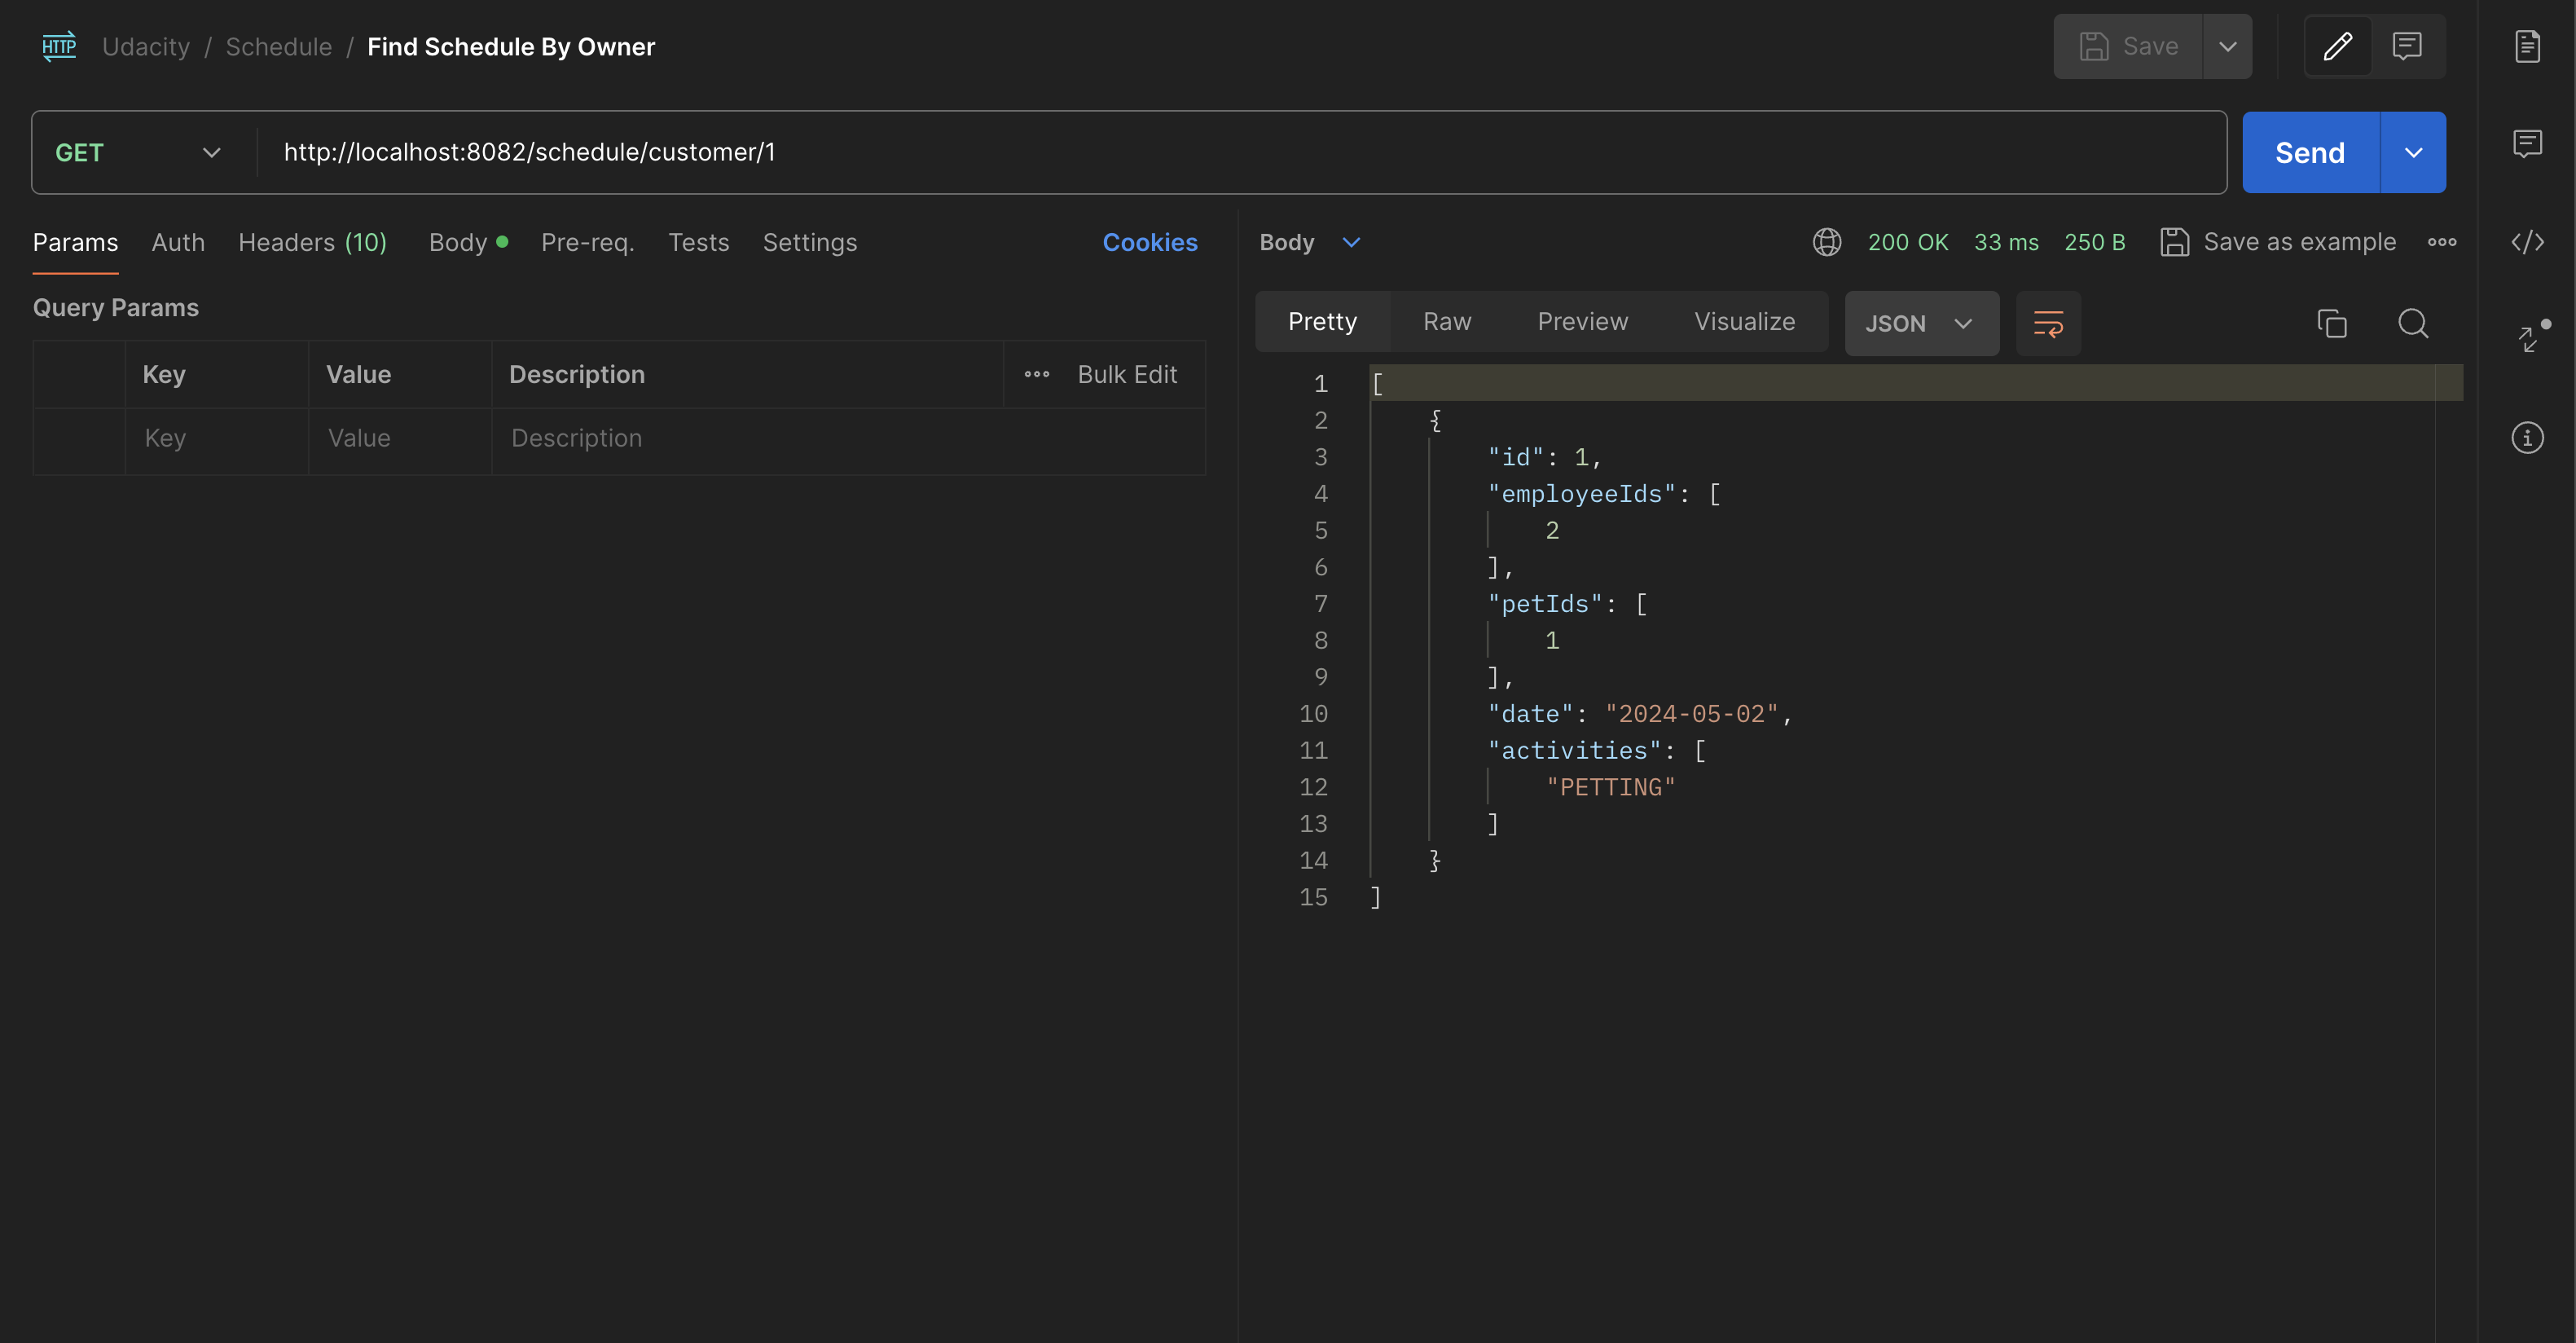 HTTP Udacity / Schedule / Find Schedule By Owner
Save
GET http://localhost:8082/schedule/customer/1
Send
Params Auth Headers (10) Body Pre-req. Tests Settings Cookies
Query Params
Key Value Description Bulk Edit
Key Value Description
Body 200 OK 33 ms 250 B Save as example
Pretty Raw Preview Visualize JSON
1 [
2 {
3 "id": 1,
4 "employeeIds": [
5 2
6 ],
7 "petIds": [
8 1
9 ],
10 "date": "2024-05-02",
11 "activities": [
12 "PETTING"
13 ]
14 }
15 ]